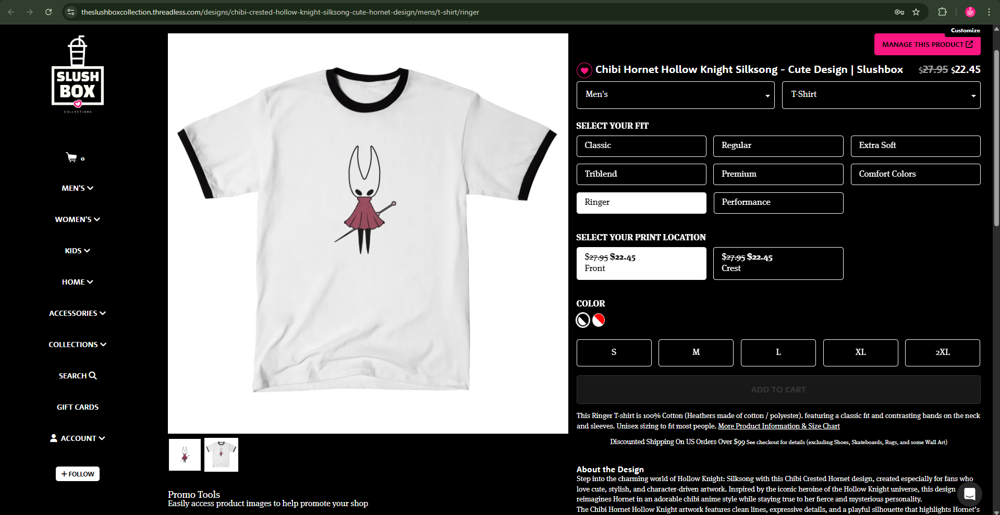 theslushboxcollection.threadless.com/designs/chibi-crested-hollow-knight-silksong-cute-hornet-design/mens/t-shirt/ringer
SLUSH
BOX
COLLECTIONS
0
MEN'S
WOMEN'S
KIDS
HOME
ACCESSORIES
COLLECTIONS
SEARCH
GIFT CARDS
ACCOUNT
+ FOLLOW
Promo Tools
Easily access product images to help promote your shop
Customize
MANAGE THIS PRODUCT
Chibi Hornet Hollow Knight Silksong - Cute Design | Slushbox $27.95 $22.45
Men's T-Shirt
SELECT YOUR FIT
Classic Regular Extra Soft
Triblend Premium Comfort Colors
Ringer Performance
SELECT YOUR PRINT LOCATION
$27.95 $22.45 $27.95 $22.45
Front Crest
COLOR
S M L XL 2XL
ADD TO CART
This Ringer T-shirt is 100% Cotton (Heathers made of cotton / polyester). featuring a classic fit and contrasting bands on the neck
and sleeves. Unisex sizing to fit most people. More Product Information & Size Chart
Discounted Shipping On US Orders Over $99 See checkout for details (excluding Shoes, Skateboards, Rugs, and some Wall Art)
About the Design
Step into the charming world of Hollow Knight: Silksong with this Chibi Crested Hornet design, created especially for fans who
love cute, stylish, and character-driven artwork. Inspired by the iconic heroine of the Hollow Knight universe, this design
reimagines Hornet in an adorable chibi anime style while staying true to her fierce and mysterious personality.
The Chibi Hornet Hollow Knight artwork features clean lines, expressive details, and a playful silhouette that highlights Hornet's